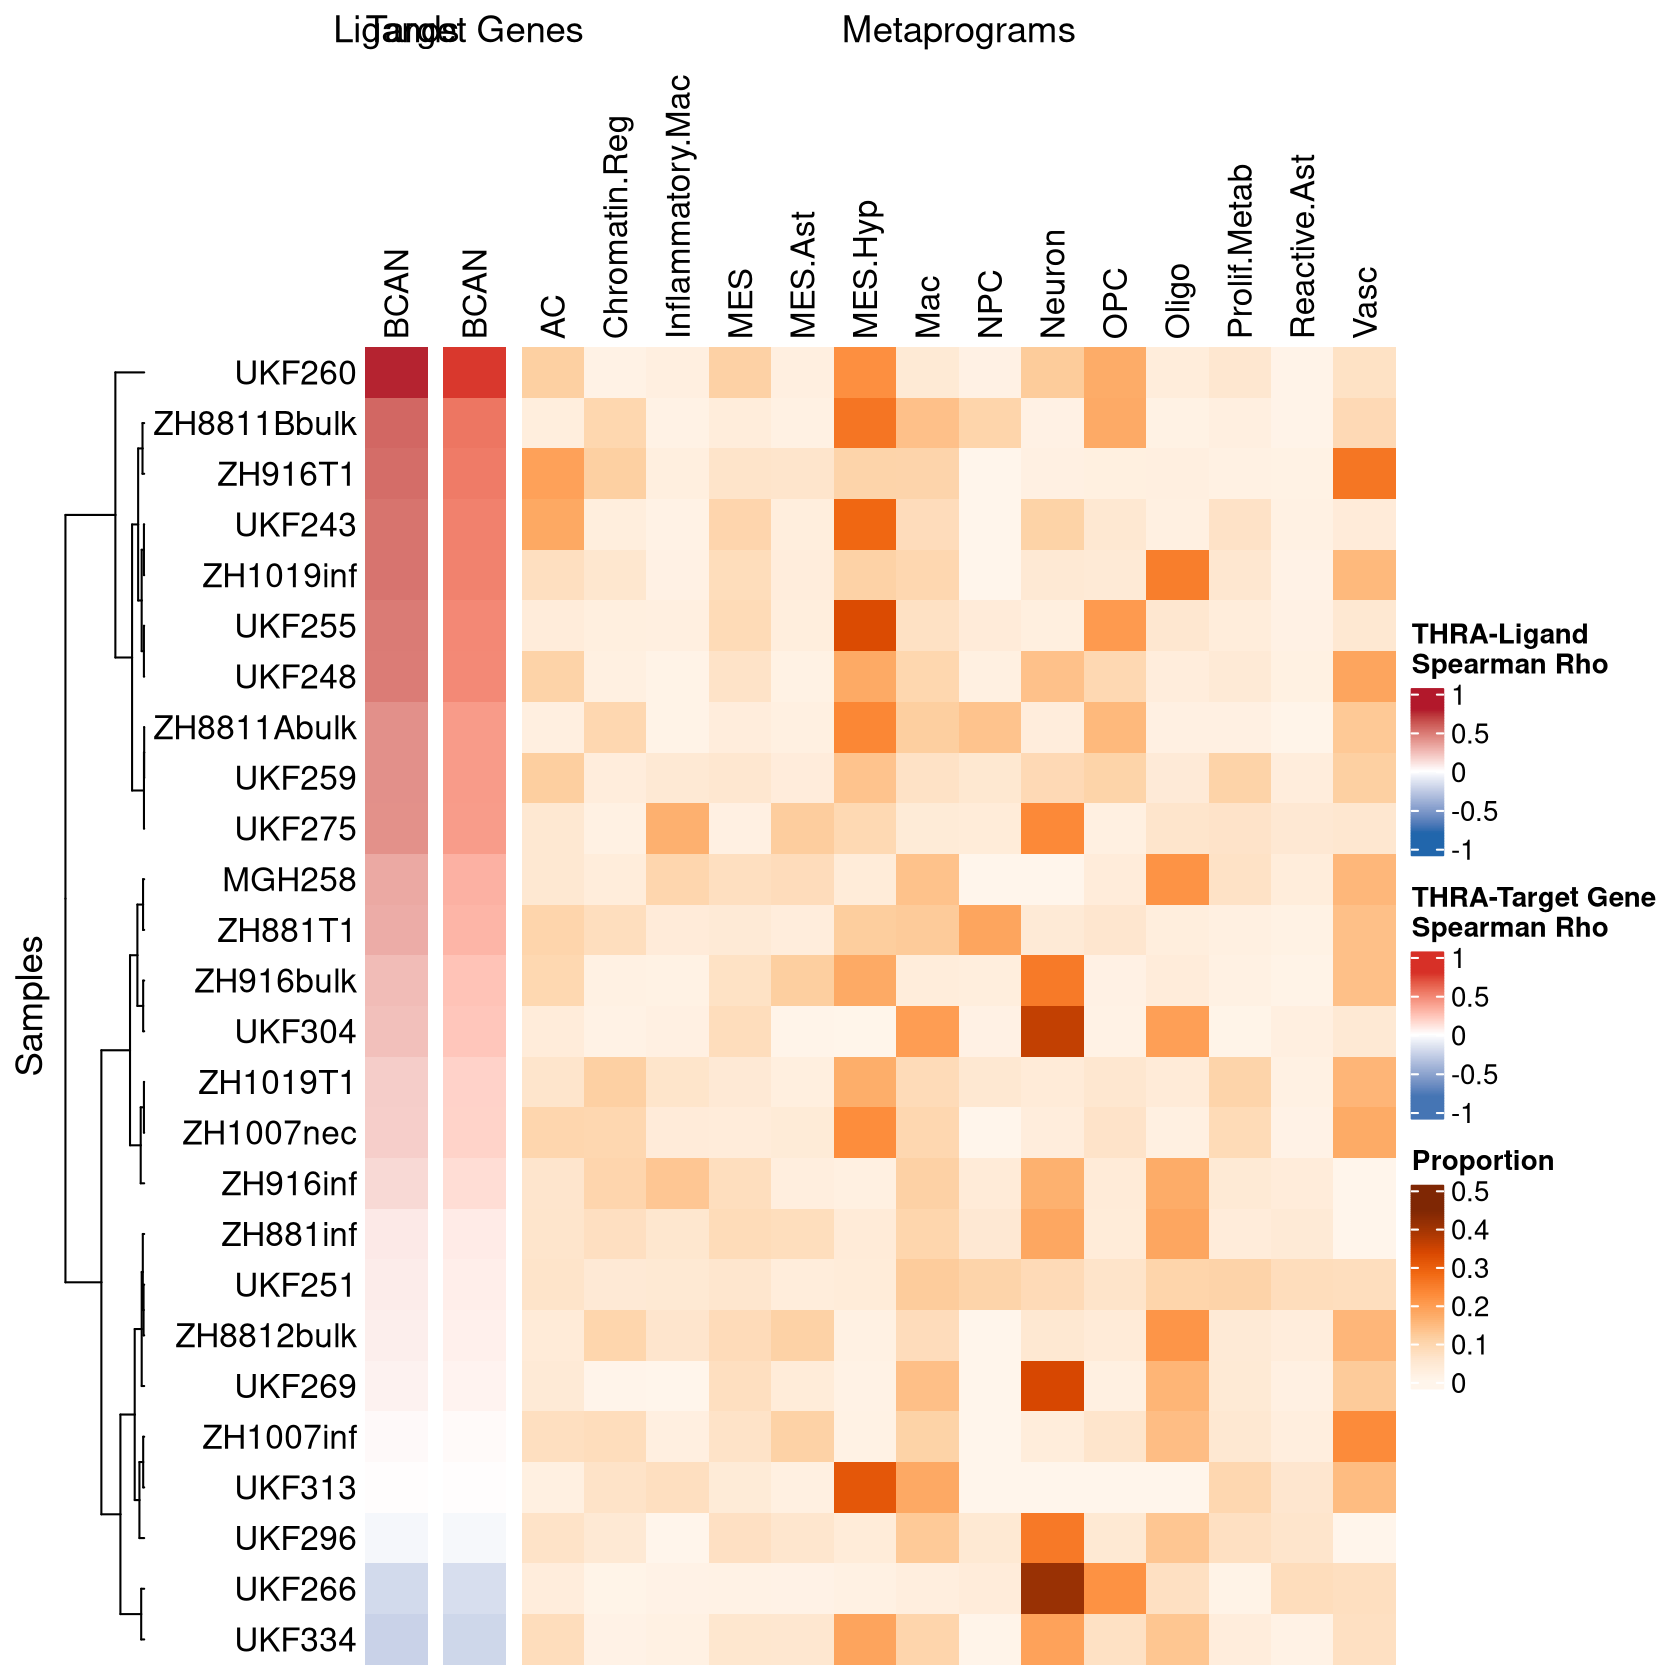 Ligands Target Genes Metaprograms
BCAN BCAN AC Chromatin.Reg Inflammatory.Mac MES MES.Ast MES.Hyp Mac NPC Neuron OPC Oligo Prolif.Metab Reactive.Ast Vasc
Samples
UKF260
ZH8811Bbulk
ZH916T1
UKF243
ZH1019inf
UKF255
UKF248
ZH8811Abulk
UKF259
UKF275
MGH258
ZH881T1
ZH916bulk
UKF304
ZH1019T1
ZH1007nec
ZH916inf
ZH881inf
UKF251
ZH8812bulk
UKF269
ZH1007inf
UKF313
UKF296
UKF266
UKF334
THRA-Ligand
Spearman Rho
1
0.5
0
-0.5
-1
THRA-Target Gene
Spearman Rho
1
0.5
0
-0.5
-1
Proportion
0.5
0.4
0.3
0.2
0.1
0